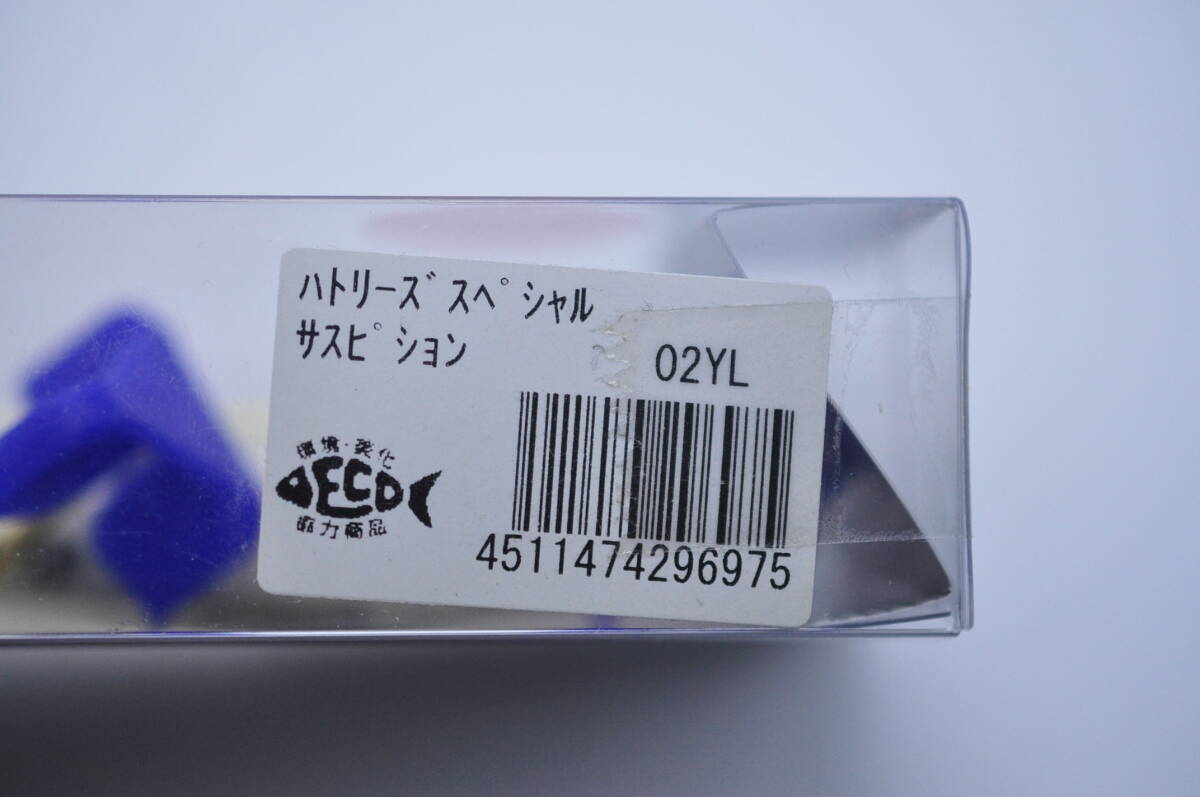 ﾊトリーズﾞスペﾟシャル
サスピﾟション
02YL
環境・美化
ECO
協力商品
4511474296975